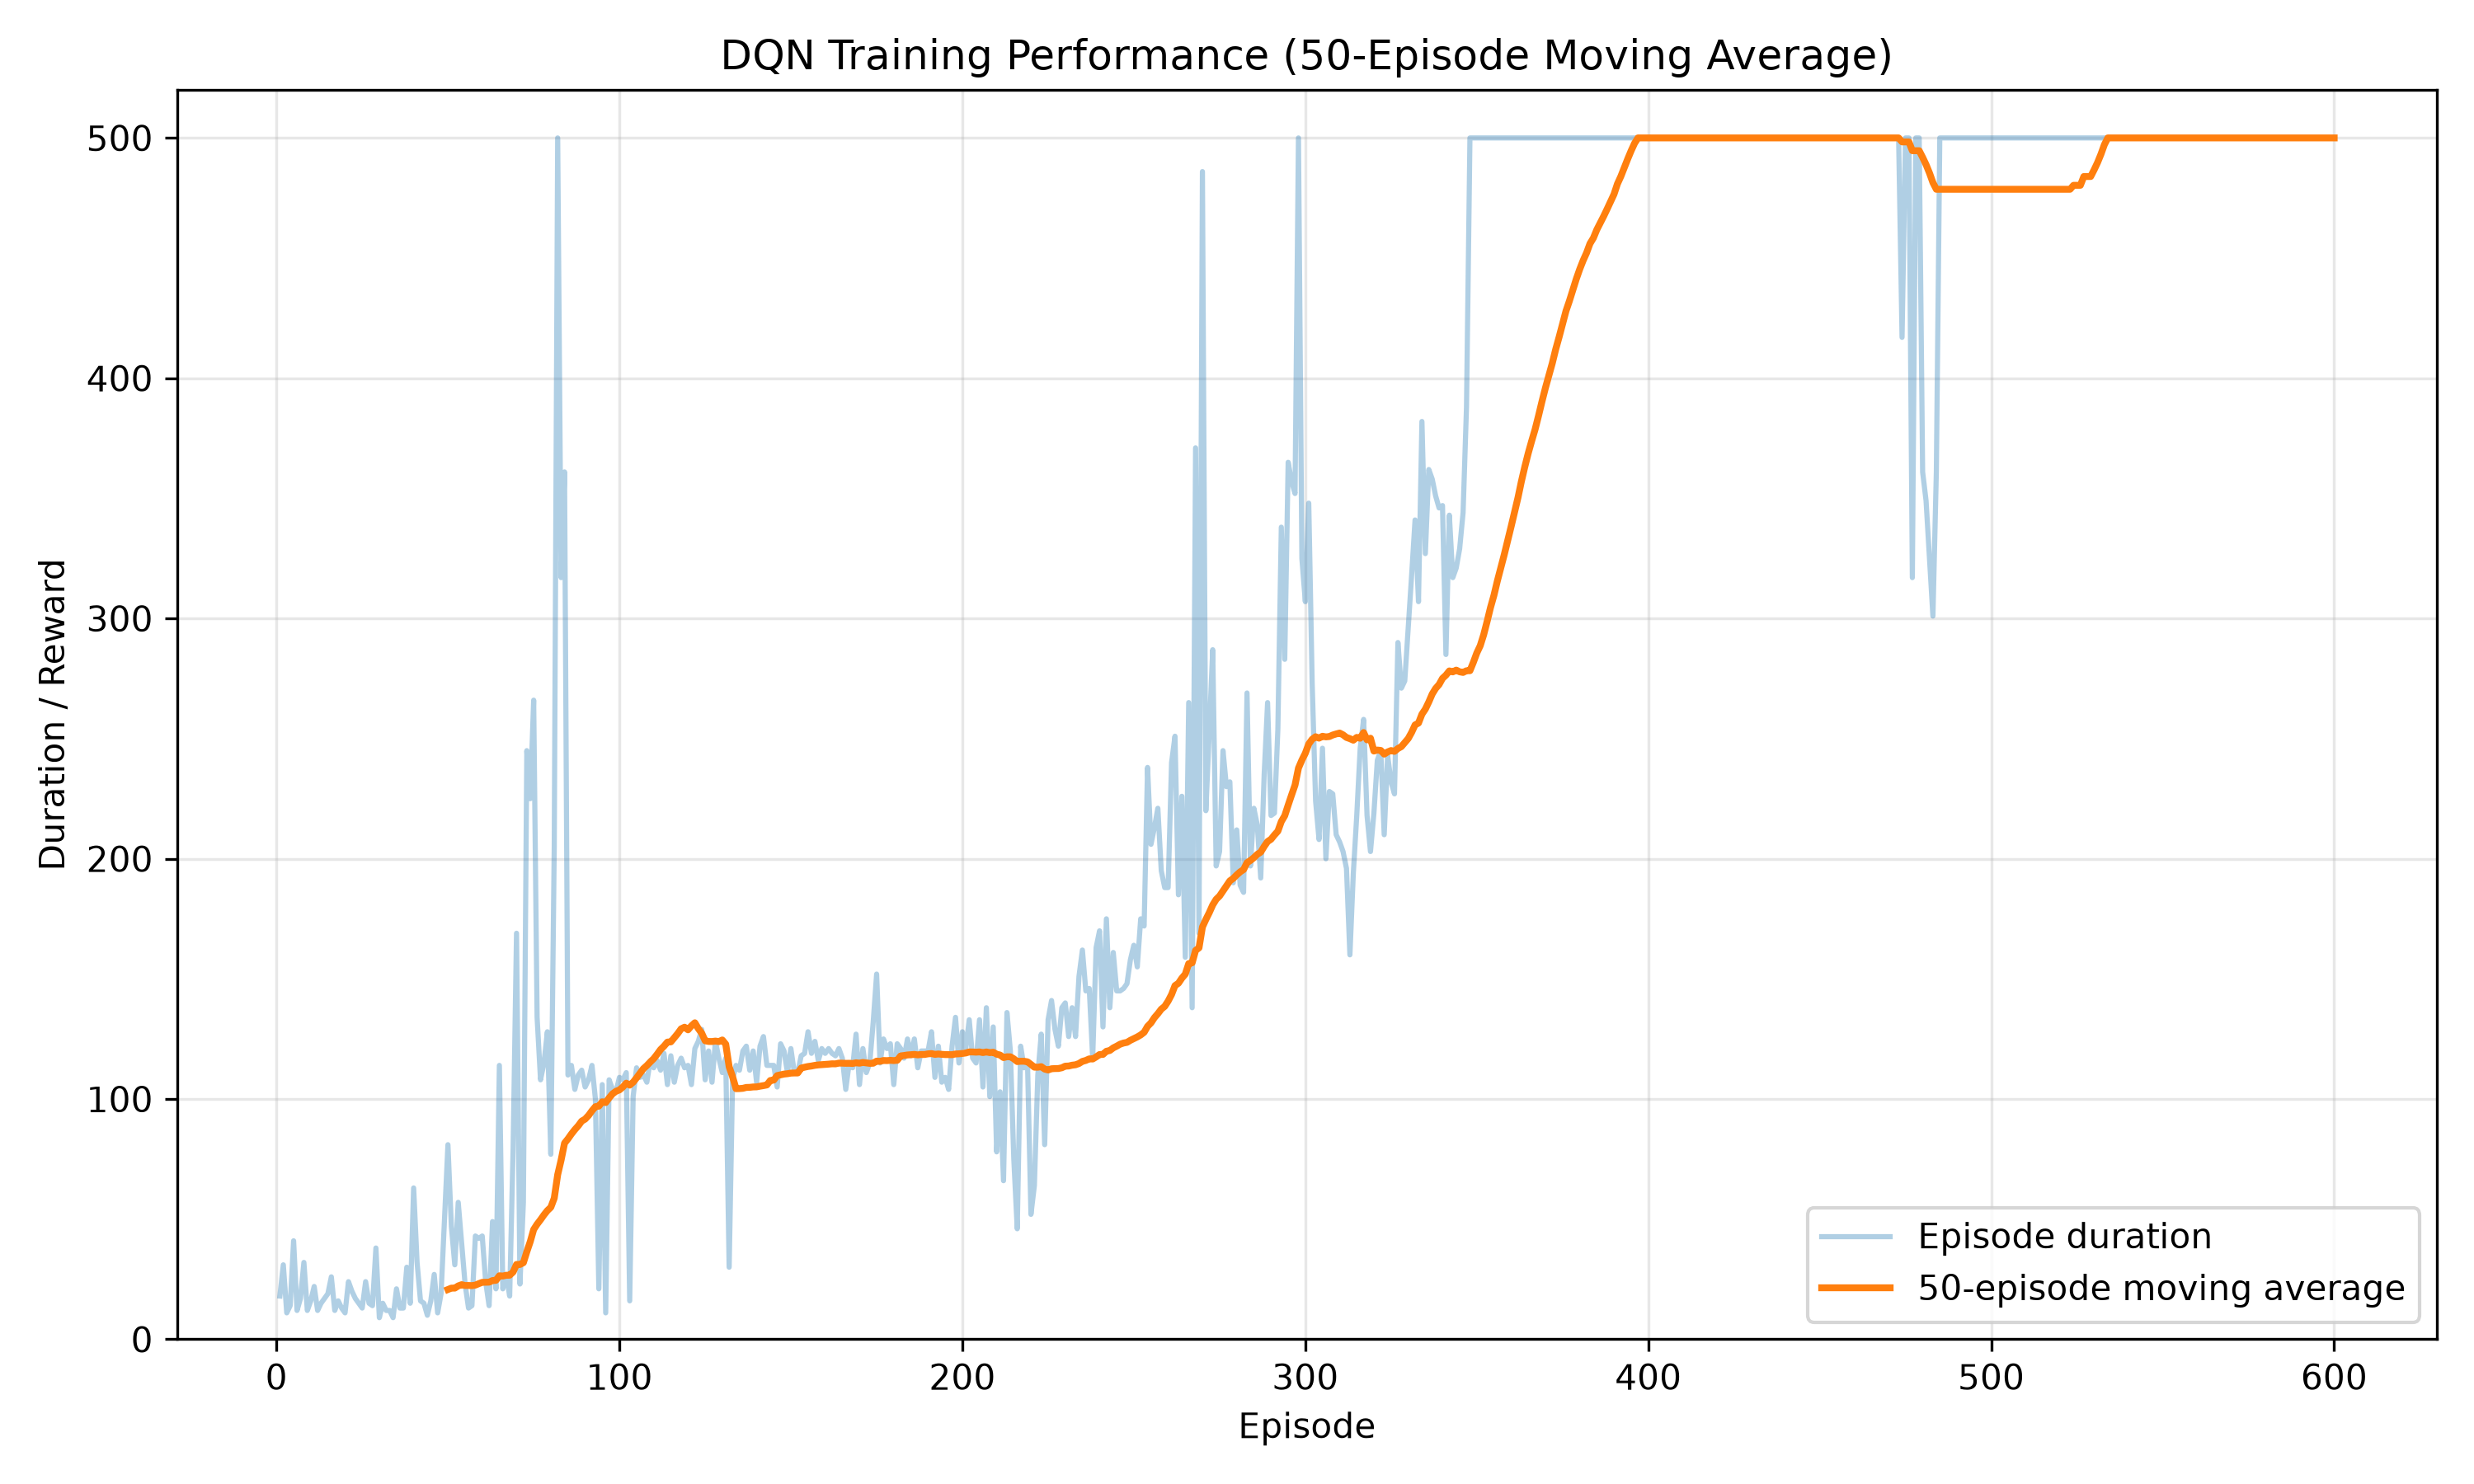 DQN Training Performance (50-Episode Moving Average)
Duration / Reward
500
400
300
200
100
0
0 100 200 300 400 500 600
Episode
Episode duration
50-episode moving average